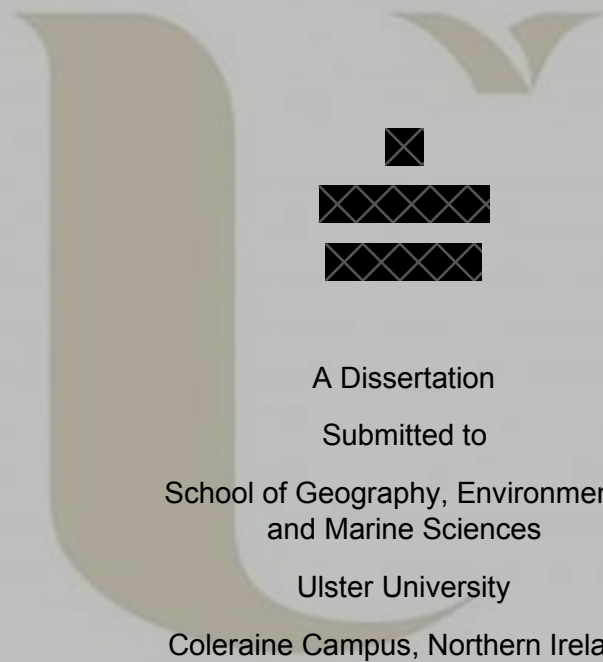 A Dissertation
Submitted to
School of Geography, Environmen
and Marine Sciences
Ulster University
Coleraine Campus, Northern Irela